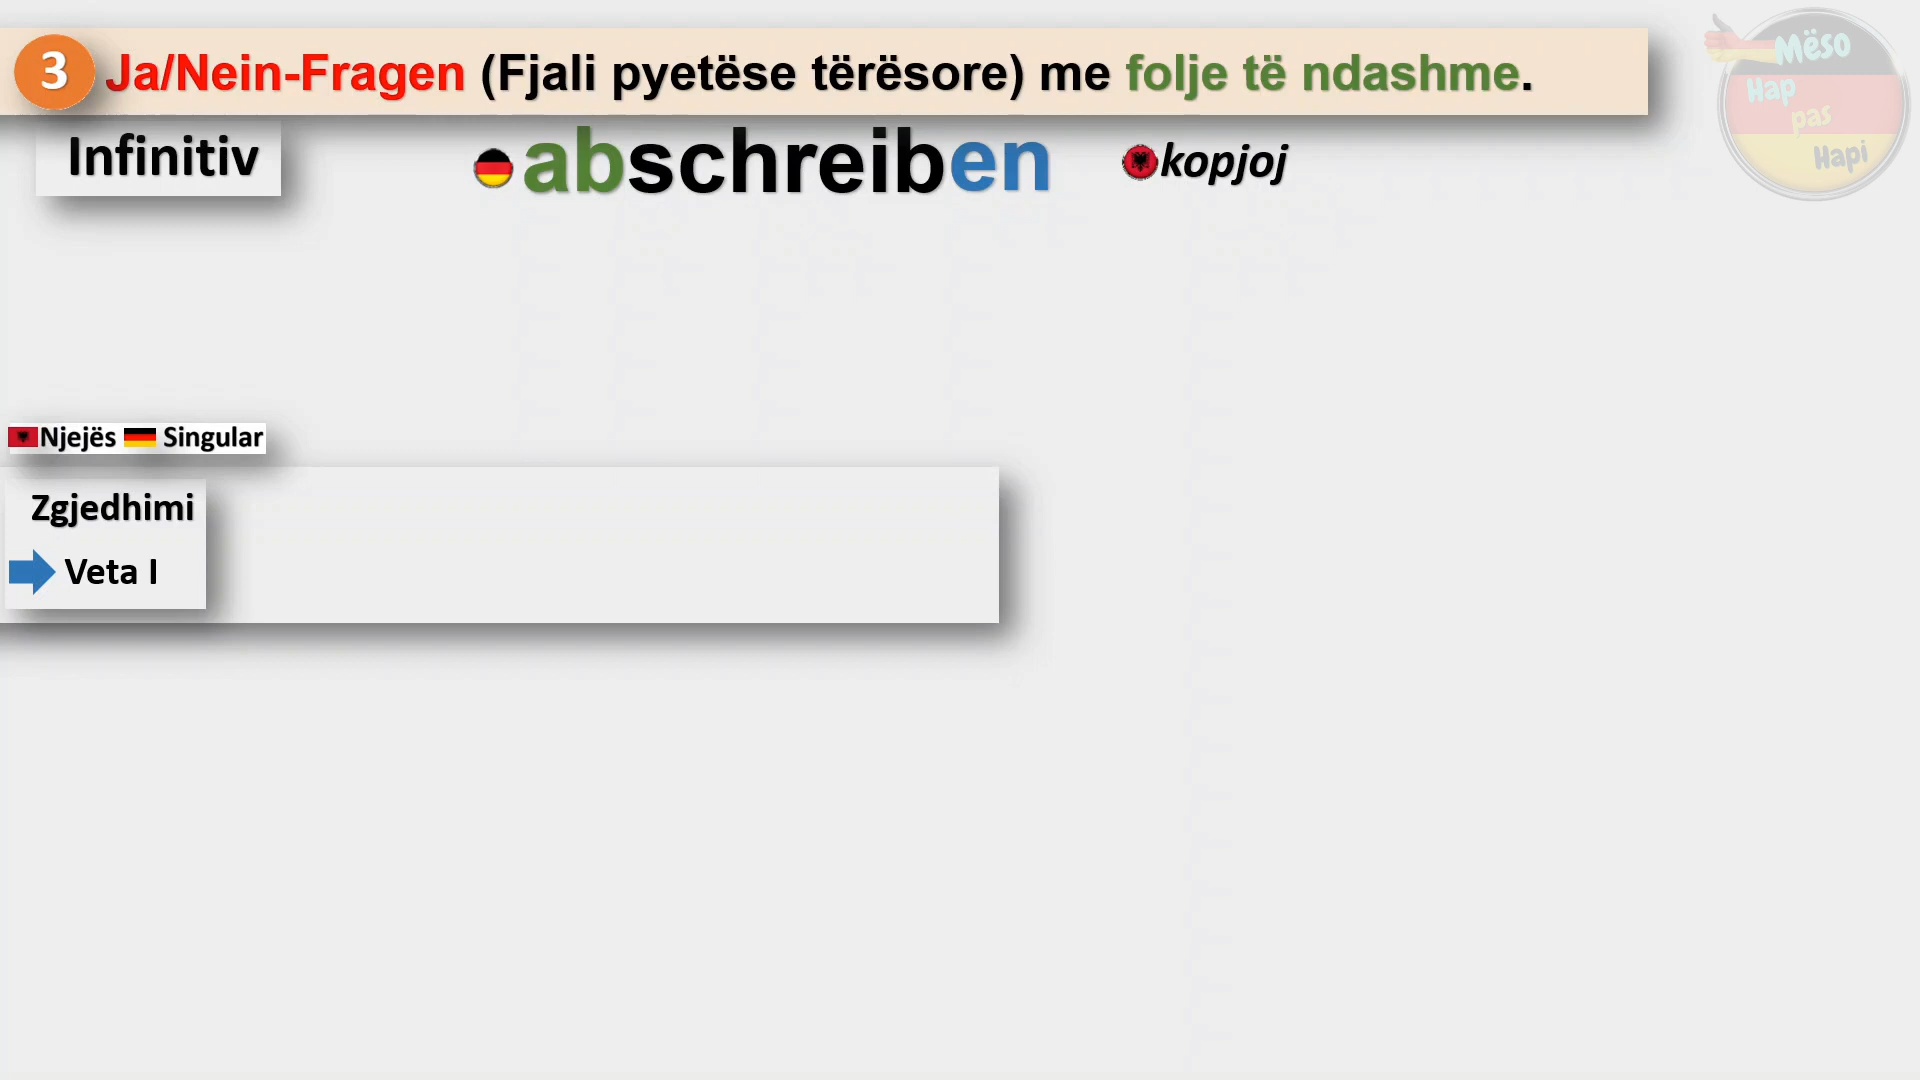 3 Ja/Nein-Fragen (Fjali pyetëse tërësore) me folje të ndashme.
Mëso
Hap
pas
Hapi
Infinitiv
abschreiben
kopjoj
Njejës Singular
Zgjedhimi
Veta I